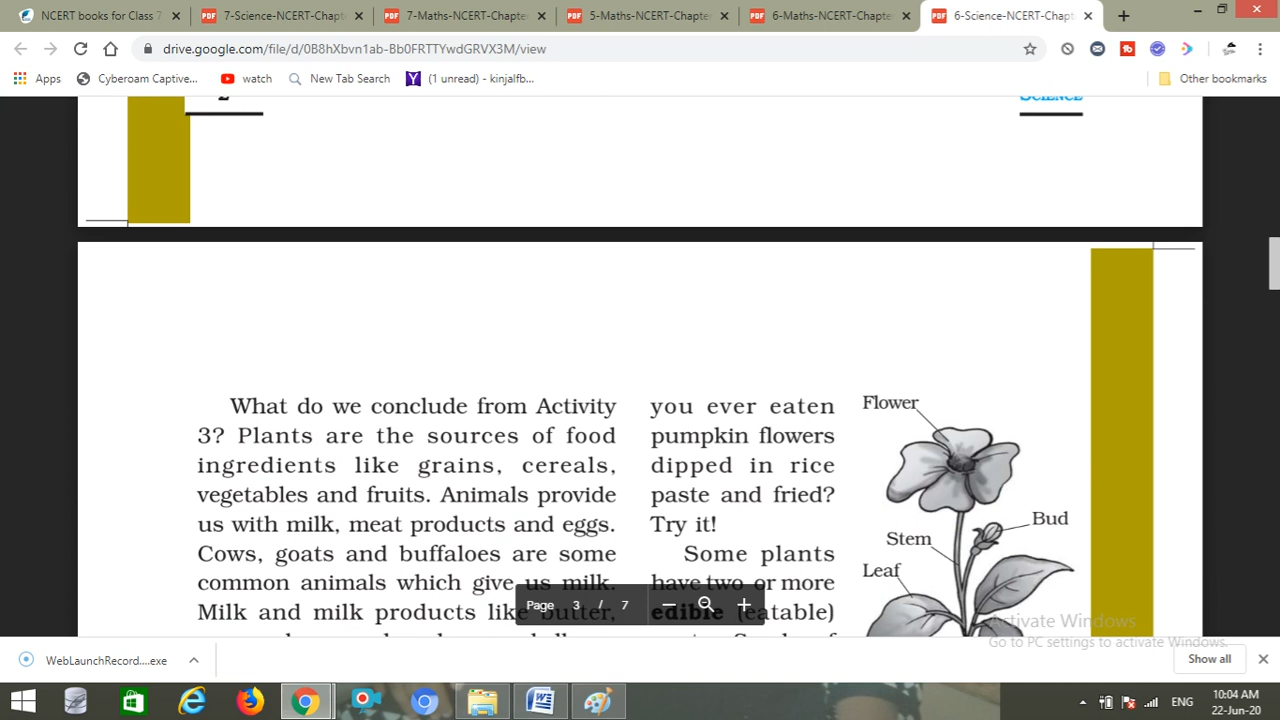 NCERT books for Class 7
7-Science-NCERT-Chapt
7-Maths-NCERT-Chapter
5-Maths-NCERT-Chapter
6-Maths-NCERT-Chapter
6-Science-NCERT-Chapt
drive.google.com/file/d/0B8hXbvn1ab-Bb0FRTTYwdGRVX3M/view
Apps
Cyberoam Captive...
watch
New Tab Search
(1 unread) - kinjalfb...
Other bookmarks
2
SCIENCE
What do we conclude from Activity
3? Plants are the sources of food
ingredients like grains, cereals,
vegetables and fruits. Animals provide
us with milk, meat products and eggs.
Cows, goats and buffaloes are some
common animals which give us milk.
Milk and milk products like butter,
you ever eaten
pumpkin flowers
dipped in rice
paste and fried?
Try it!
Some plants
have two or more
edible (eatable)
Flower
Bud
Stem
Leaf
Page 3 / 7
Activate Windows
Go to PC settings to activate Windows.
WebLaunchRecord....exe
Show all
ENG
10:04 AM
22-Jun-20